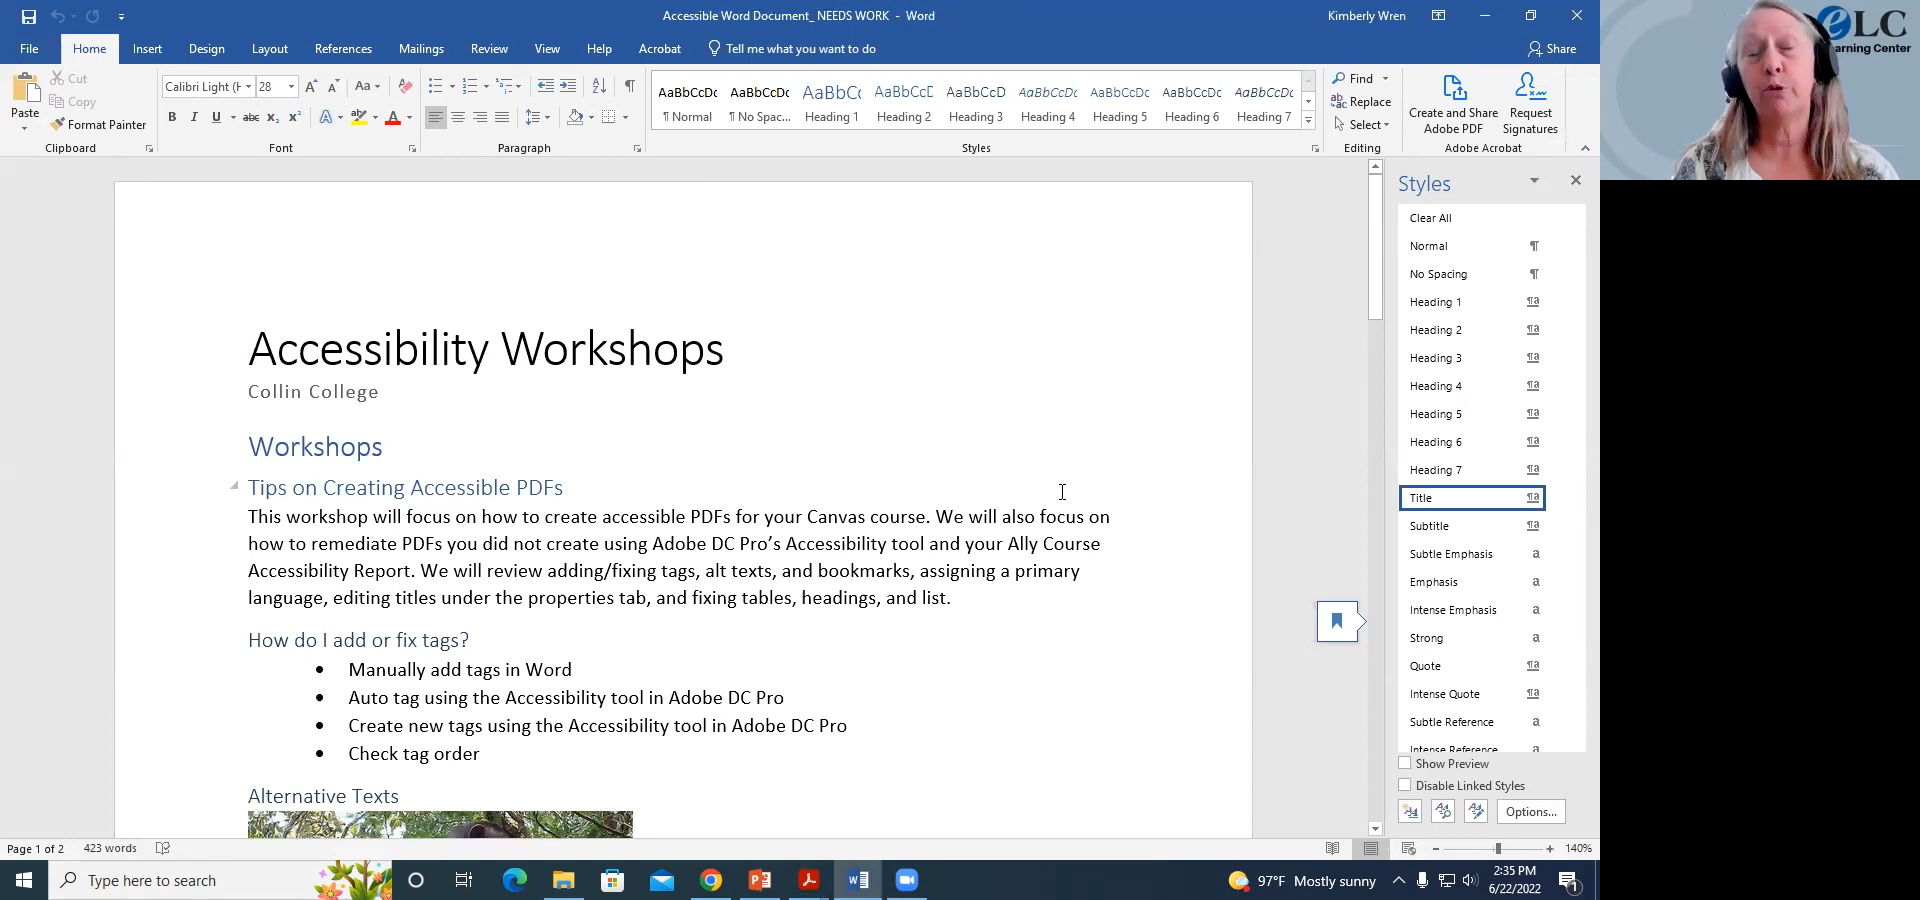 Accessible Word Document_ NEEDS WORK - Word
Kimberly Wren
File Home Insert Design Layout References Mailings Review View Help Acrobat Tell me what you want to do Share
Paste
Cut
Copy
Format Painter
Clipboard
Calibri Light (H 28
Font
Paragraph
AaBbCcDc AaBbCcDc AaBbCc AaBbCcD AaBbCcD AaBbCcDc AaBbCcDc AaBbCcDc AaBbCcDc
¶ Normal ¶ No Spac... Heading 1 Heading 2 Heading 3 Heading 4 Heading 5 Heading 6 Heading 7
Styles
Find
Replace
Select
Editing
Create and Share Adobe PDF
Request Signatures
Adobe Acrobat
eLC
arning Center
Accessibility Workshops
Collin College
Workshops
Tips on Creating Accessible PDFs
This workshop will focus on how to create accessible PDFs for your Canvas course. We will also focus on
how to remediate PDFs you did not create using Adobe DC Pro’s Accessibility tool and your Ally Course
Accessibility Report. We will review adding/fixing tags, alt texts, and bookmarks, assigning a primary
language, editing titles under the properties tab, and fixing tables, headings, and list.
How do I add or fix tags?
• Manually add tags in Word
• Auto tag using the Accessibility tool in Adobe DC Pro
• Create new tags using the Accessibility tool in Adobe DC Pro
• Check tag order
Alternative Texts
Styles
Clear All
Normal ¶
No Spacing ¶
Heading 1 ¶a
Heading 2 ¶a
Heading 3 ¶a
Heading 4 ¶a
Heading 5 ¶a
Heading 6 ¶a
Heading 7 ¶a
Title ¶a
Subtitle ¶a
Subtle Emphasis a
Emphasis a
Intense Emphasis a
Strong a
Quote ¶a
Intense Quote ¶a
Subtle Reference a
Intense Reference a
Show Preview
Disable Linked Styles
Options...
Page 1 of 2 423 words
140%
Type here to search
97°F Mostly sunny
2:35 PM
6/22/2022
1